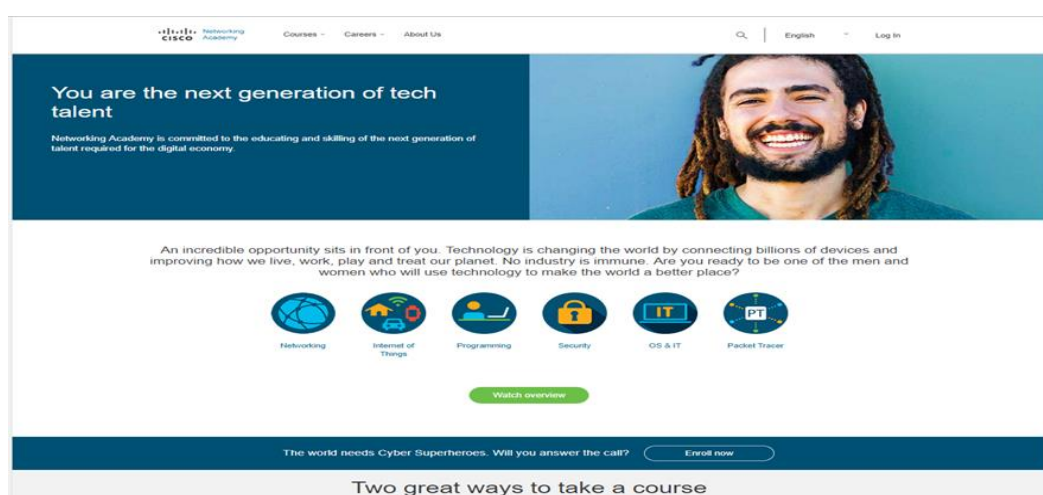 CISCO Networking Academy
Courses Careers About Us English Log In
You are the next generation of tech
talent
Networking Academy is committed to the educating and skilling of the next generation of
talent required for the digital economy.
An incredible opportunity sits in front of you. Technology is changing the world by connecting billions of devices and
improving how we live, work, play and treat our planet. No industry is immune. Are you ready to be one of the men and
women who will use technology to make the world a better place?
IT PT
Networking Internet of Things Programming Security OS & IT Packet Tracer
Watch overview
The world needs Cyber Superheroes. Will you answer the call? Enroll now
Two great ways to take a course